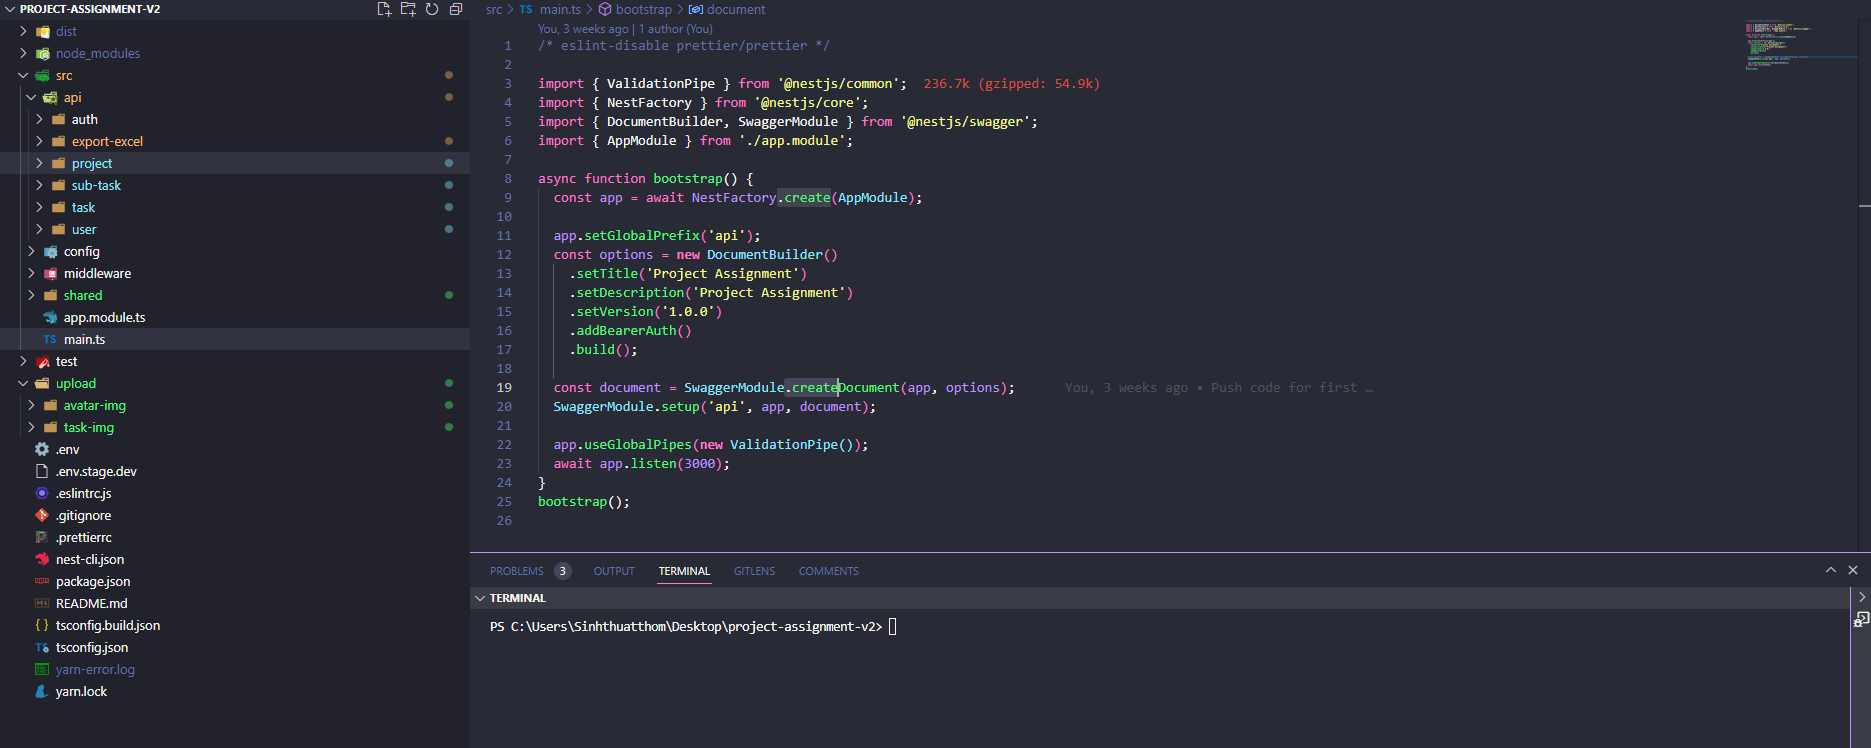 PROJECT-ASSIGNMENT-V2
dist
node_modules
src
api
auth
export-excel
project
sub-task
task
user
config
middleware
shared
app.module.ts
TS main.ts
test
upload
avatar-img
task-img
.env
.env.stage.dev
.eslintrc.js
.gitignore
.prettierrc
nest-cli.json
package.json
README.md
{ } tsconfig.build.json
TS tsconfig.json
yarn-error.log
yarn.lock
src > TS main.ts > bootstrap > document
You, 3 weeks ago | 1 author (You)
1 /* eslint-disable prettier/prettier */
2
3 import { ValidationPipe } from '@nestjs/common'; 236.7k (gzipped: 54.9k)
4 import { NestFactory } from '@nestjs/core';
5 import { DocumentBuilder, SwaggerModule } from '@nestjs/swagger';
6 import { AppModule } from './app.module';
7
8 async function bootstrap() {
9 const app = await NestFactory.create(AppModule);
10
11 app.setGlobalPrefix('api');
12 const options = new DocumentBuilder()
13 .setTitle('Project Assignment')
14 .setDescription('Project Assignment')
15 .setVersion('1.0.0')
16 .addBearerAuth()
17 .build();
18
19 const document = SwaggerModule.createDocument(app, options); You, 3 weeks ago • Push code for first …
20 SwaggerModule.setup('api', app, document);
21
22 app.useGlobalPipes(new ValidationPipe());
23 await app.listen(3000);
24 }
25 bootstrap();
26
PROBLEMS 3 OUTPUT TERMINAL GITLENS COMMENTS
TERMINAL
PS C:\Users\Sinhthuatthom\Desktop\project-assignment-v2>